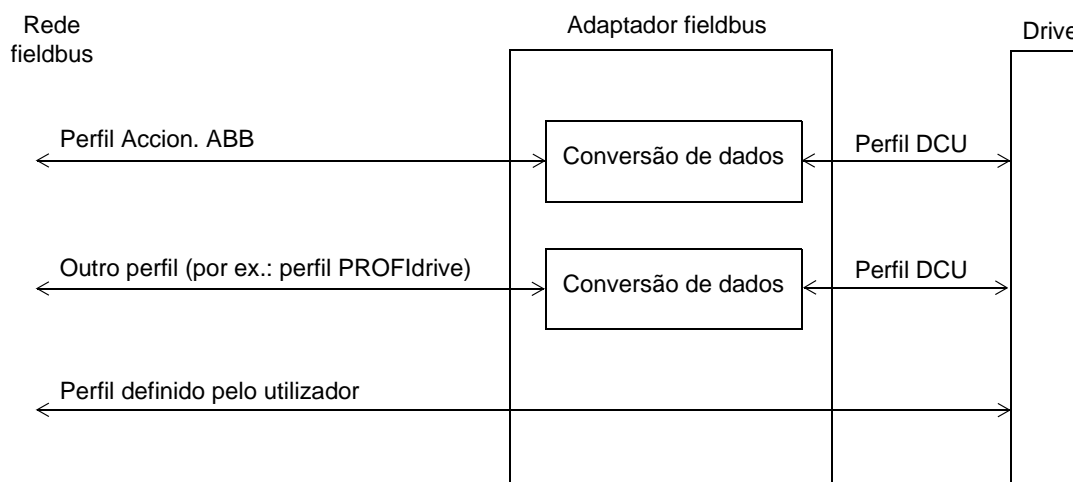 Rede
fieldbus
Adaptador fieldbus
Drive
Perfil Accion. ABB
Conversão de dados
Perfil DCU
Outro perfil (por ex.: perfil PROFIdrive)
Conversão de dados
Perfil DCU
Perfil definido pelo utilizador